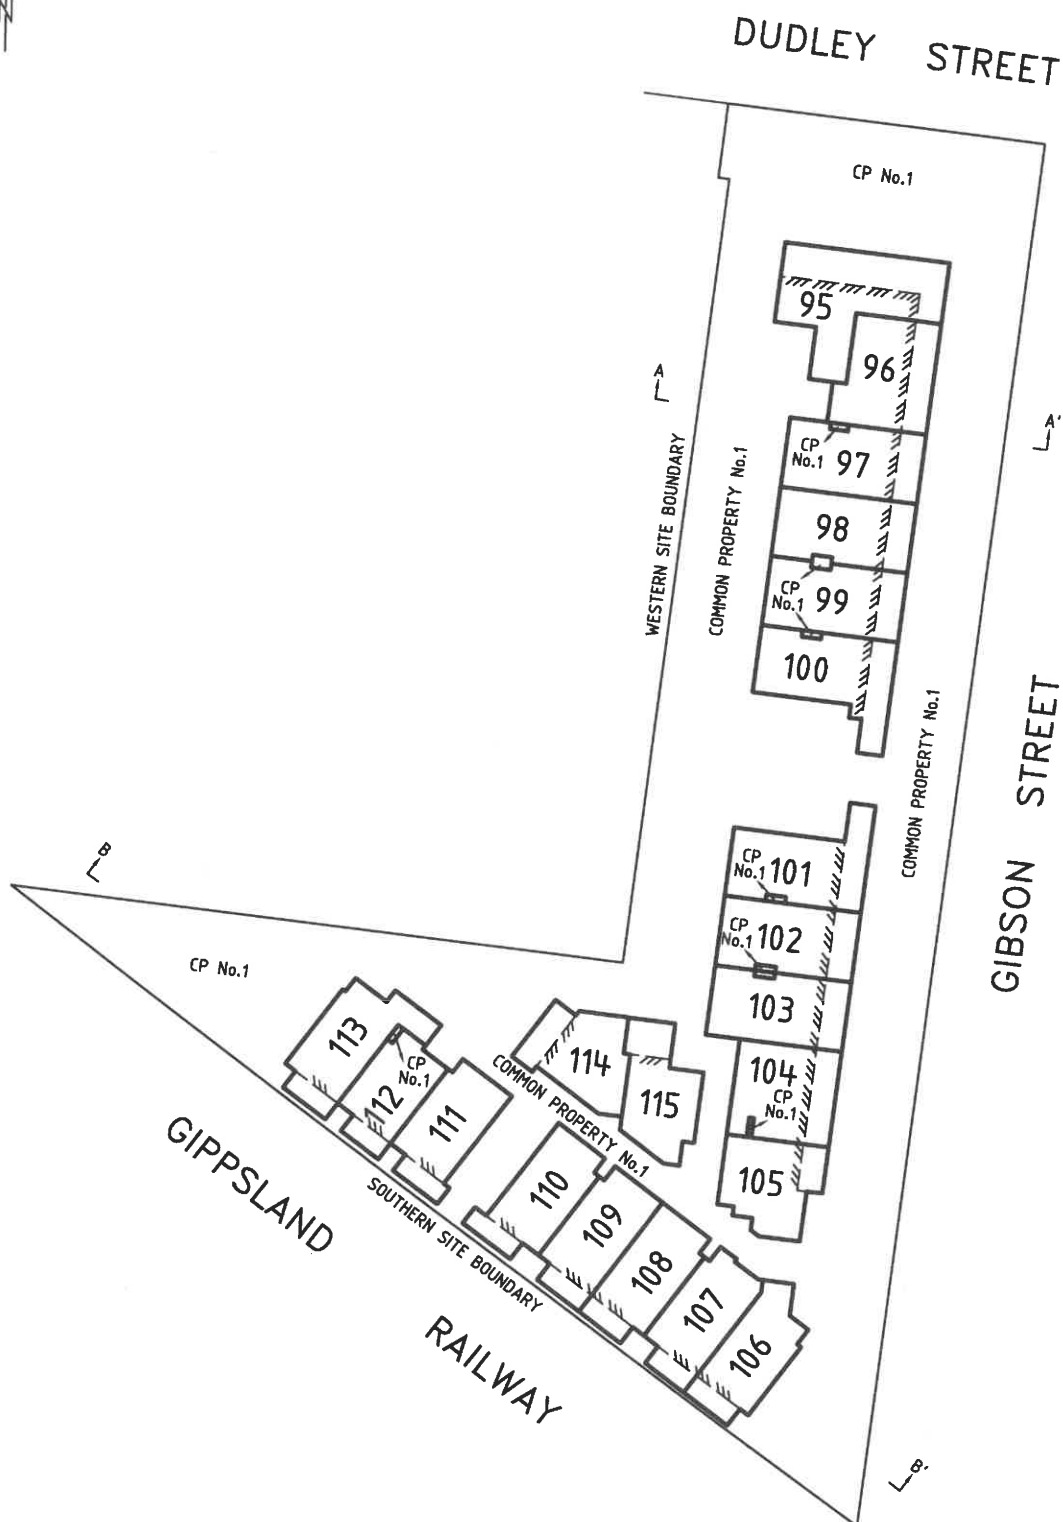 N
DUDLEY STREET
CP No.1
95
96
A
A'
CP
No.1
97
WESTERN SITE BOUNDARY
COMMON PROPERTY No.1
98
CP
No.1
99
100
COMMON PROPERTY No.1
GIBSON STREET
CP
No.1
101
CP
No.1
102
103
B
CP No.1
113
CP
No.1
112
111
114
COMMON PROPERTY No.1
115
104
CP
No.1
105
GIPPSLAND RAILWAY
SOUTHERN SITE BOUNDARY
110
109
108
107
106
B'